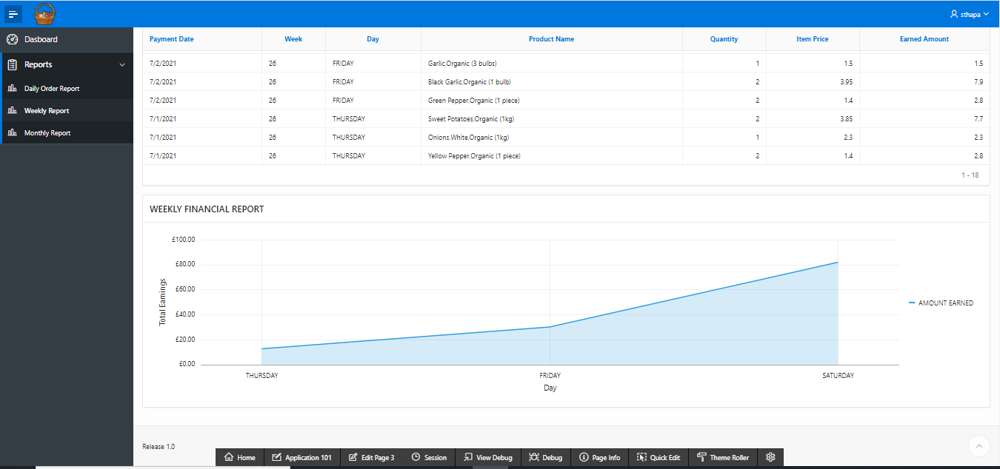 sthapa
Dasboard
Reports
Daily Order Report
Weekly Report
Monthly Report
Payment Date Week Day Product Name Quantity Item Price Earned Amount
7/2/2021 26 FRIDAY Garlic,Organic (3 bulbs) 1 1.5 1.5
7/2/2021 26 FRIDAY Black Garlic,Organic (1 bulb) 2 3.95 7.9
7/2/2021 26 FRIDAY Green Pepper,Organic (1 piece) 2 1.4 2.8
7/1/2021 26 THURSDAY Sweet Potatoes,Organic (1kg) 2 3.85 7.7
7/1/2021 26 THURSDAY Onions,White,Organic (1kg) 1 2.3 2.3
7/1/2021 26 THURSDAY Yellow Pepper,Organic (1 piece) 2 1.4 2.8
1 - 18
WEEKLY FINANCIAL REPORT
Total Earnings
£100.00
£80.00
£60.00
£40.00
£20.00
£0.00
THURSDAY FRIDAY SATURDAY
Day
AMOUNT EARNED
Release 1.0
Home Application 101 Edit Page 3 Session View Debug Debug Page Info Quick Edit Theme Roller